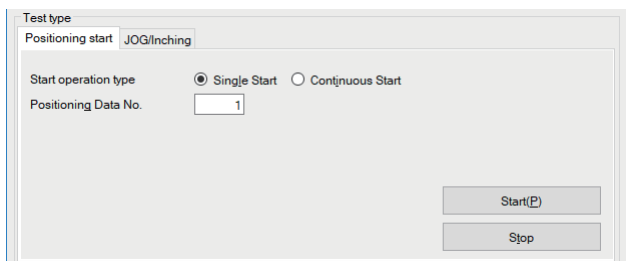 Test type
Positioning start JOG/Inching
Start operation type Single Start Continuous Start
Positioning Data No. 1
Start(P)
Stop